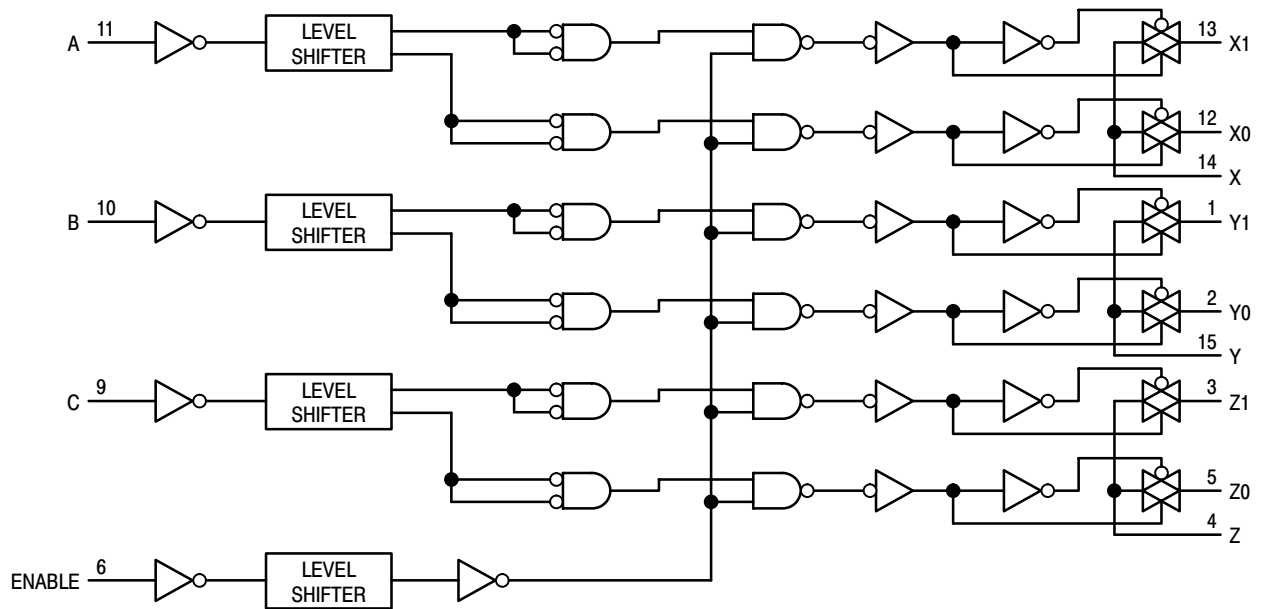 A 11 LEVEL SHIFTER 13 X1
12 X0
14 X
B 10 LEVEL SHIFTER 1 Y1
2 Y0
15 Y
C 9 LEVEL SHIFTER 3 Z1
5 Z0
4 Z
ENABLE 6 LEVEL SHIFTER